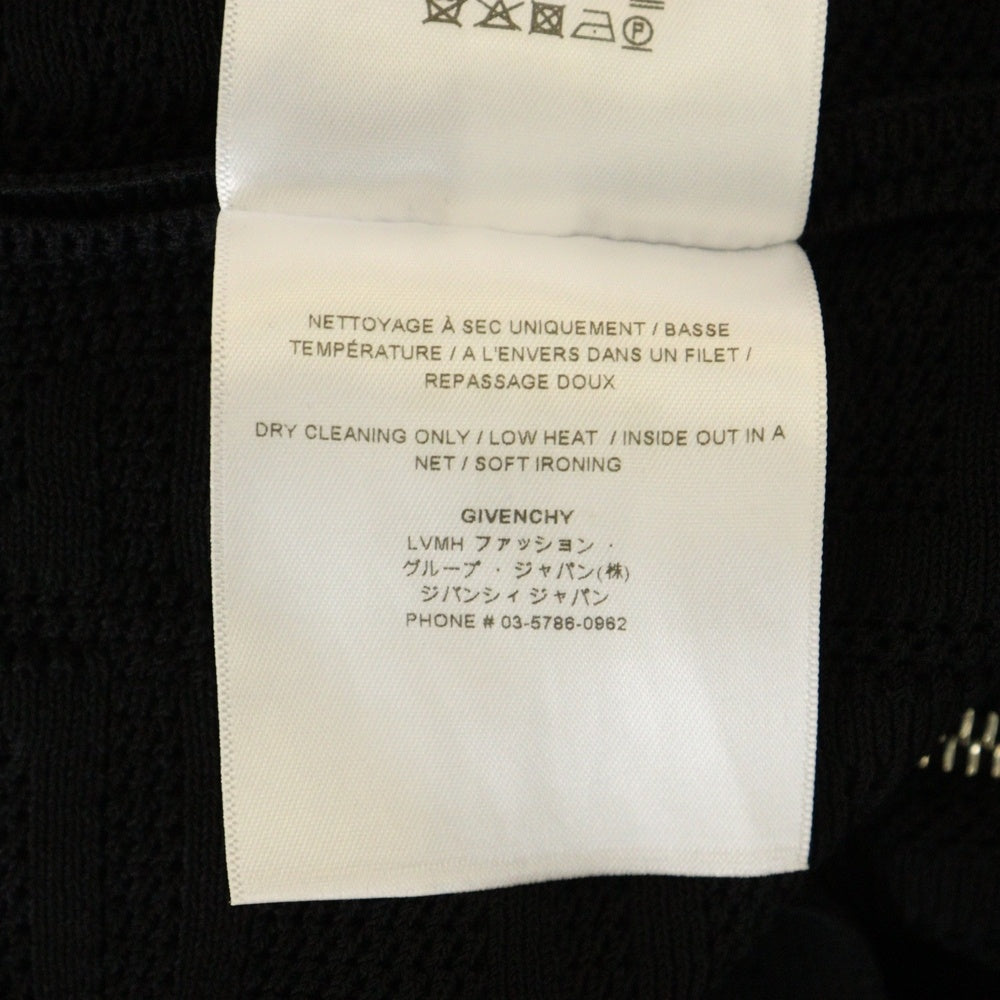 P
NETTOYAGE À SEC UNIQUEMENT / BASSE
TEMPÉRATURE / A L'ENVERS DANS UN FILET /
REPASSAGE DOUX
DRY CLEANING ONLY / LOW HEAT / INSIDE OUT IN A
NET / SOFT IRONING
GIVENCHY
LVMH ファッション ·
グループ · ジャパン(株)
ジバンシィ ジャパン
PHONE # 03-5786-0962